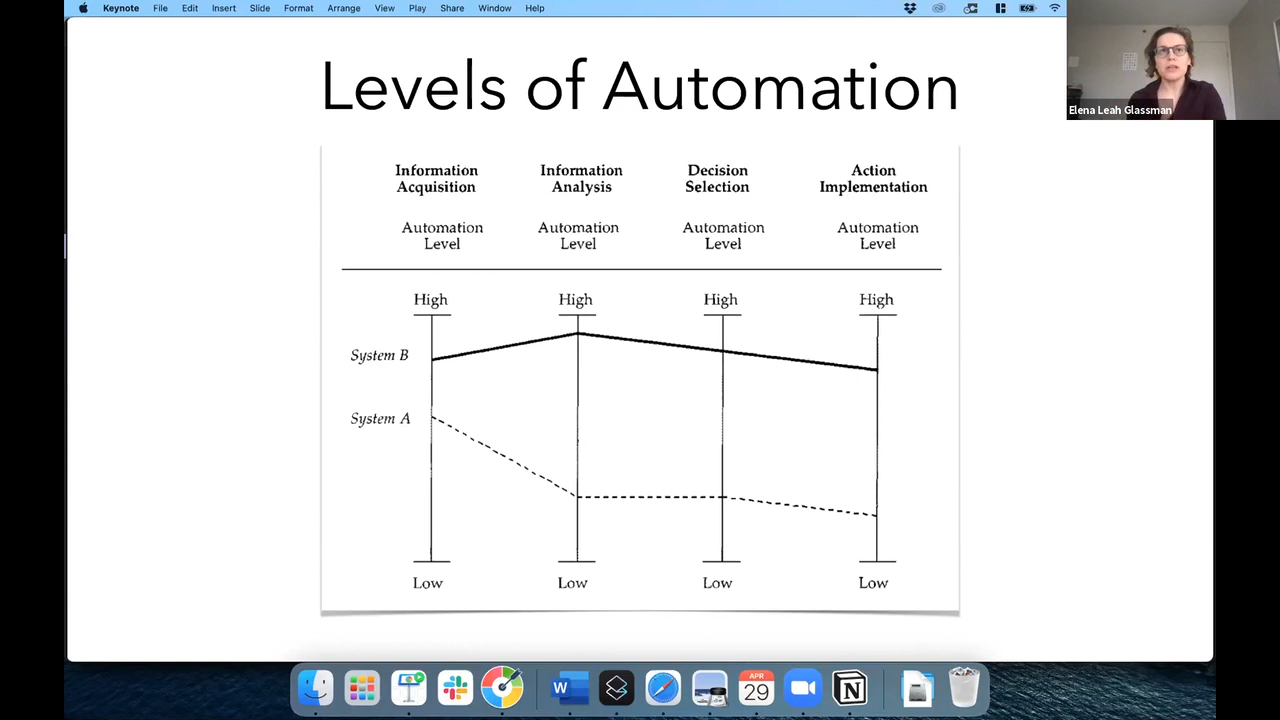 Keynote File Edit Insert Slide Format Arrange View Play Share Window Help
Elena Leah Glassman
Levels of Automation
Information Acquisition
Information Analysis
Decision Selection
Action Implementation
Automation Level
Automation Level
Automation Level
Automation Level
High High High High
System B
System A
Low Low Low Low
W
APR
29
N